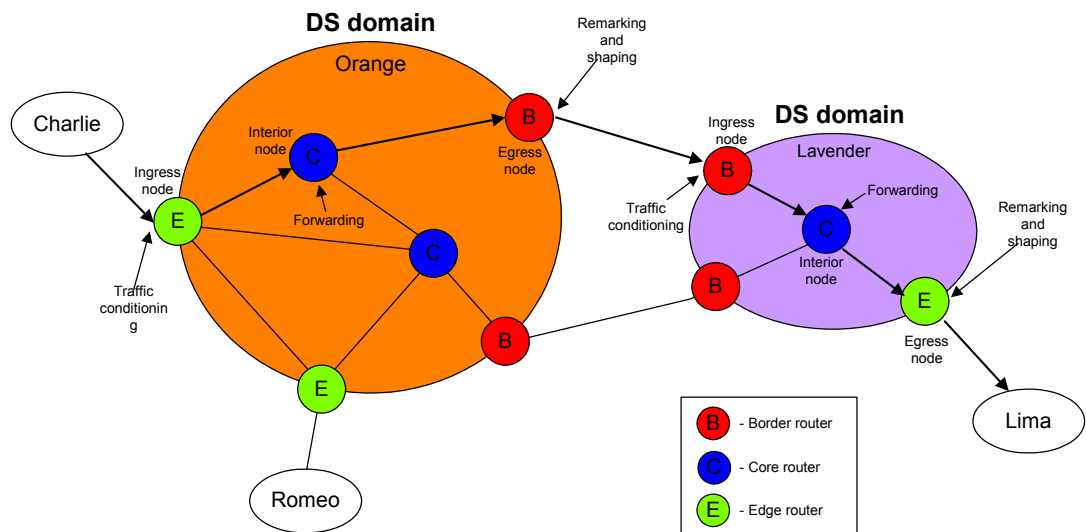 DS domain
Orange
Remarking
and
shaping
Charlie
Interior
node
C
B
Egress
node
Ingress
node
E
Forwarding
Traffic
conditionin
g
C
B
E
Romeo
DS domain
Lavender
Ingress
node
B
Traffic
conditioning
Forwarding
C
Interior
node
Remarking
and
shaping
B
E
Egress
node
Lima
B - Border router
C - Core router
E - Edge router